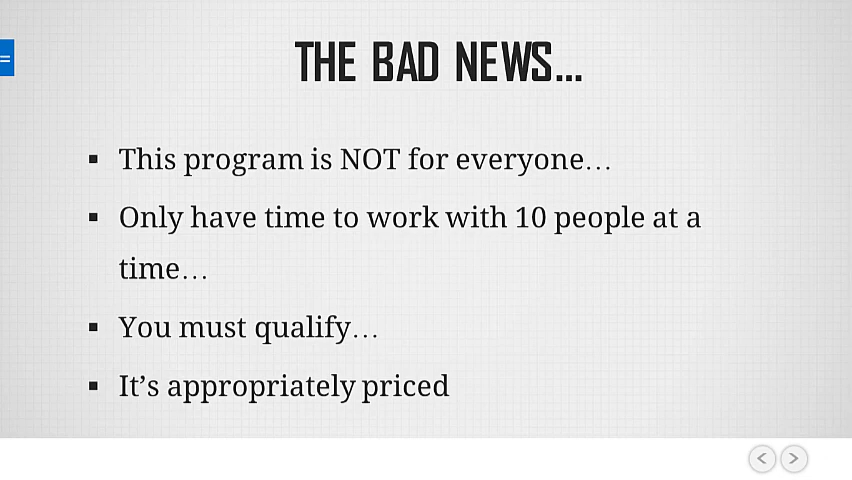 THE BAD NEWS...
▪ This program is NOT for everyone...
▪ Only have time to work with 10 people at a
time...
▪ You must qualify...
▪ It’s appropriately priced